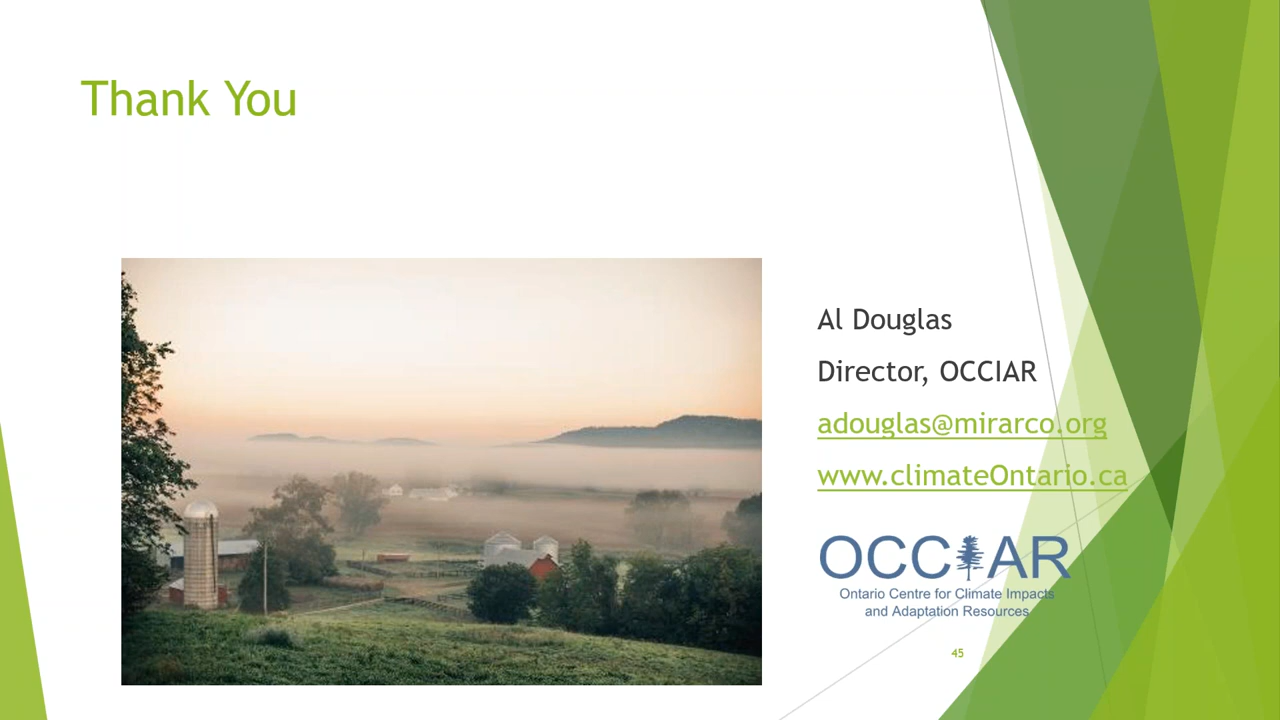 Thank You
Al Douglas
Director, OCCIAR
adouglas@mirarco.org
www.climateOntario.ca
OCCIAR
Ontario Centre for Climate Impacts
and Adaptation Resources
45